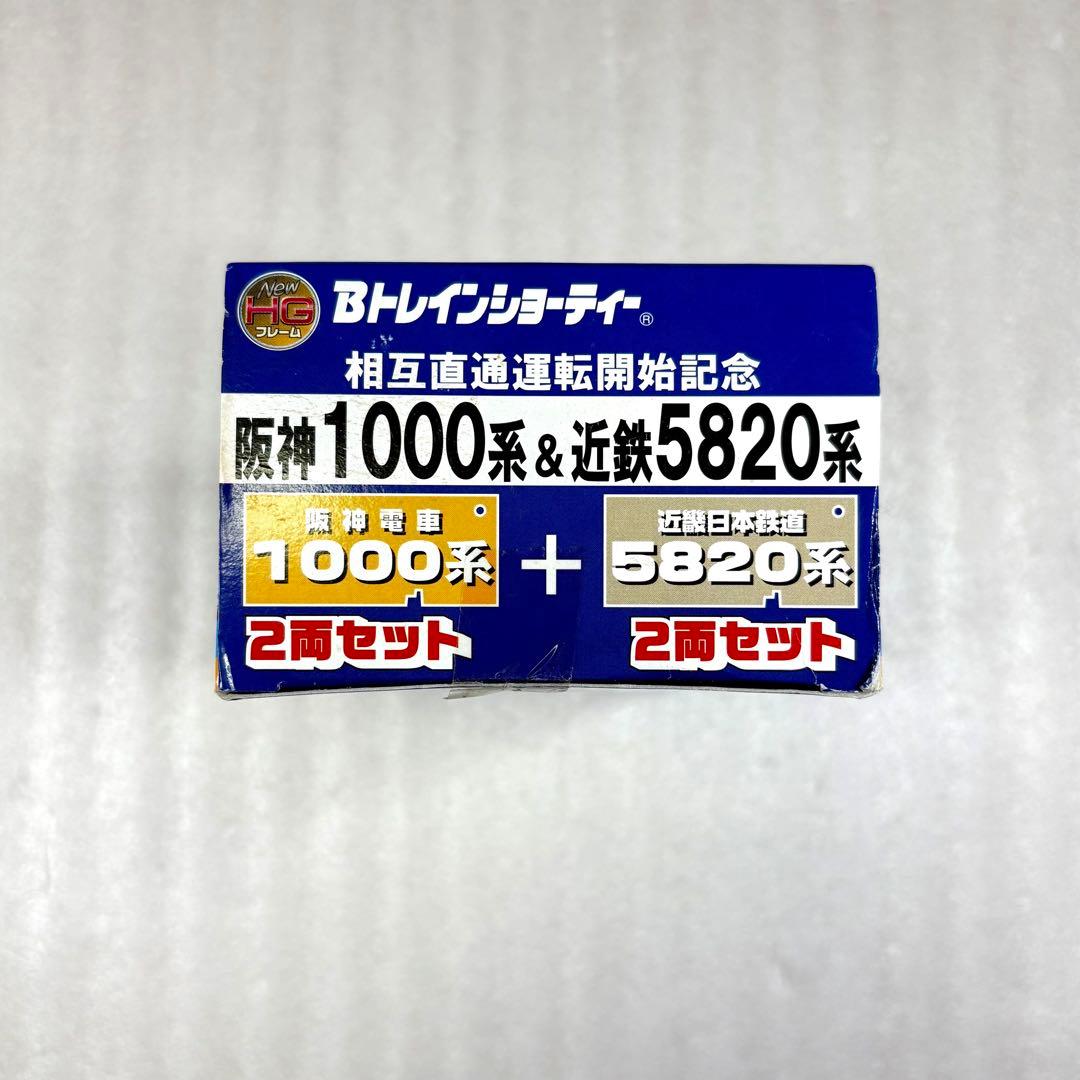 New
HG
フレーム
Bトレインショーティー®
相互直通運転開始記念
阪神1000系&近鉄5820系
阪神電車
1000系
2両セット
+
近畿日本鉄道
5820系
2両セット